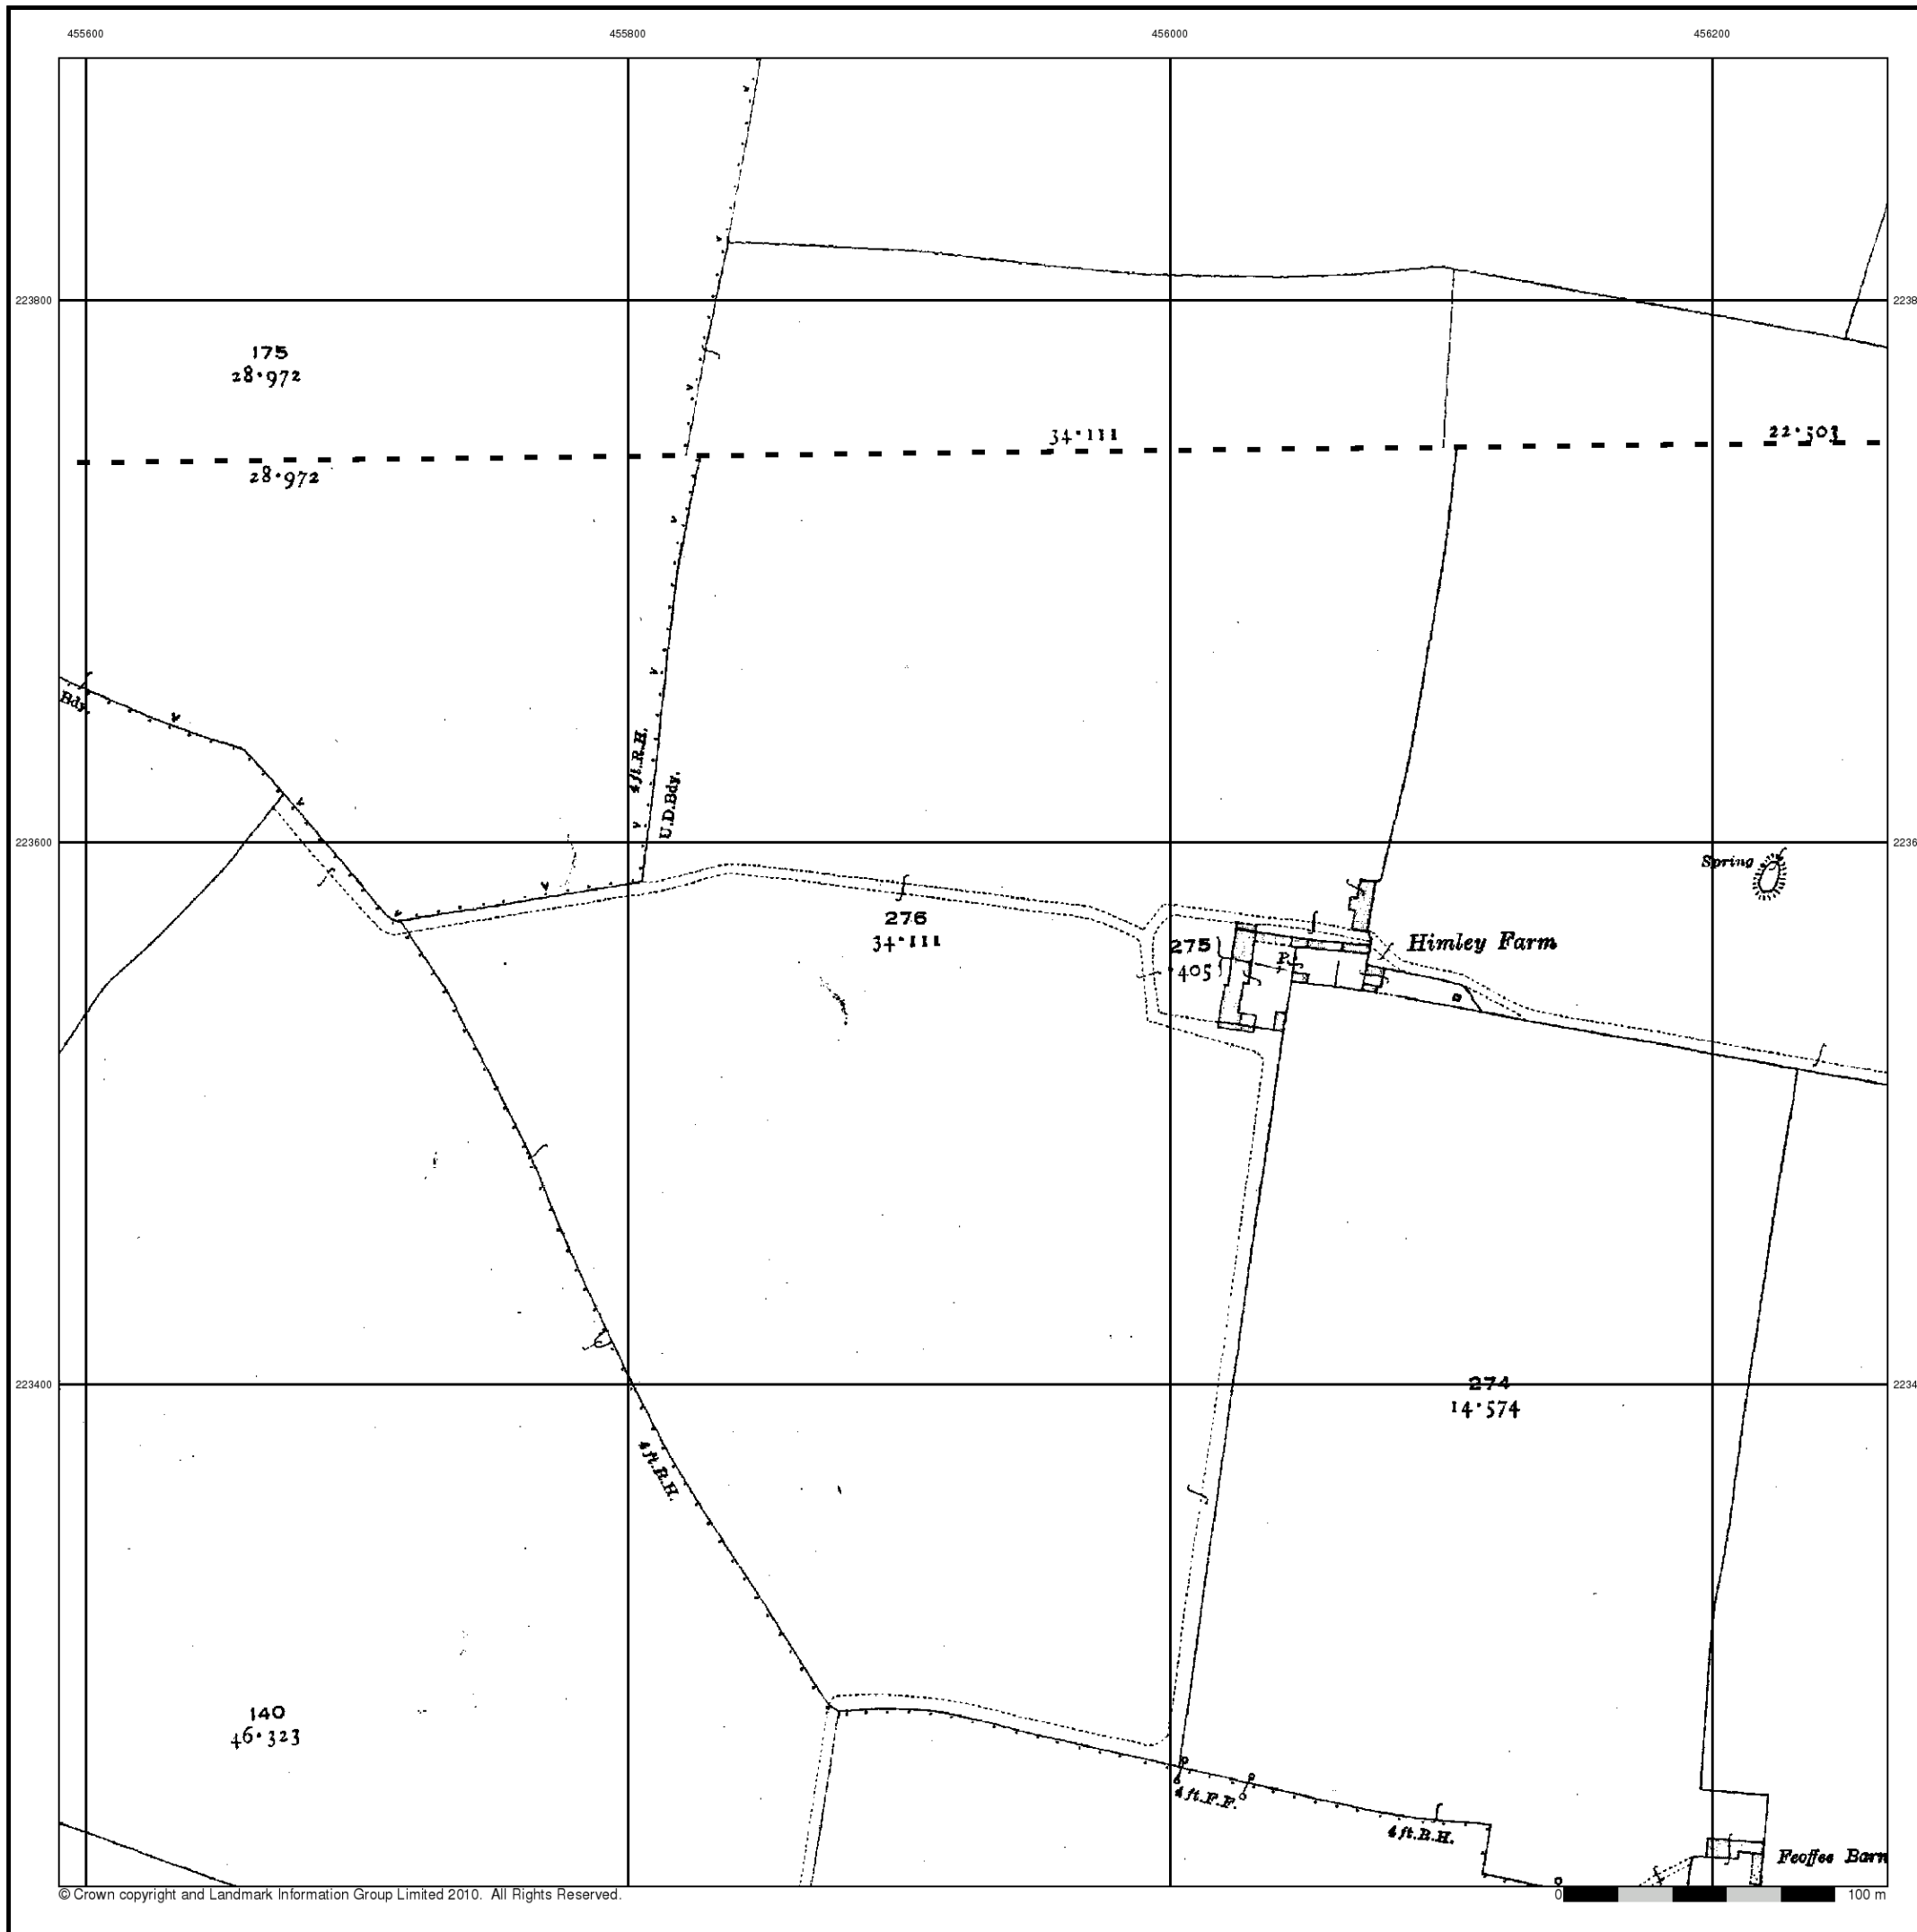 455600
455800
456000
456200
223800
175
28·972
34·111
22·503
28·972
Bdy.
4ft.R.H.
U.D.Bdy.
223600
Spring
276
34·111
275
·405
P.
Himley Farm
223400
274
14·574
4ft.R.H.
140
46·323
4ft.F.F.
4ft.R.H.
Feoffee Barn
© Crown copyright and Landmark Information Group Limited 2010. All Rights Reserved.
0
100 m